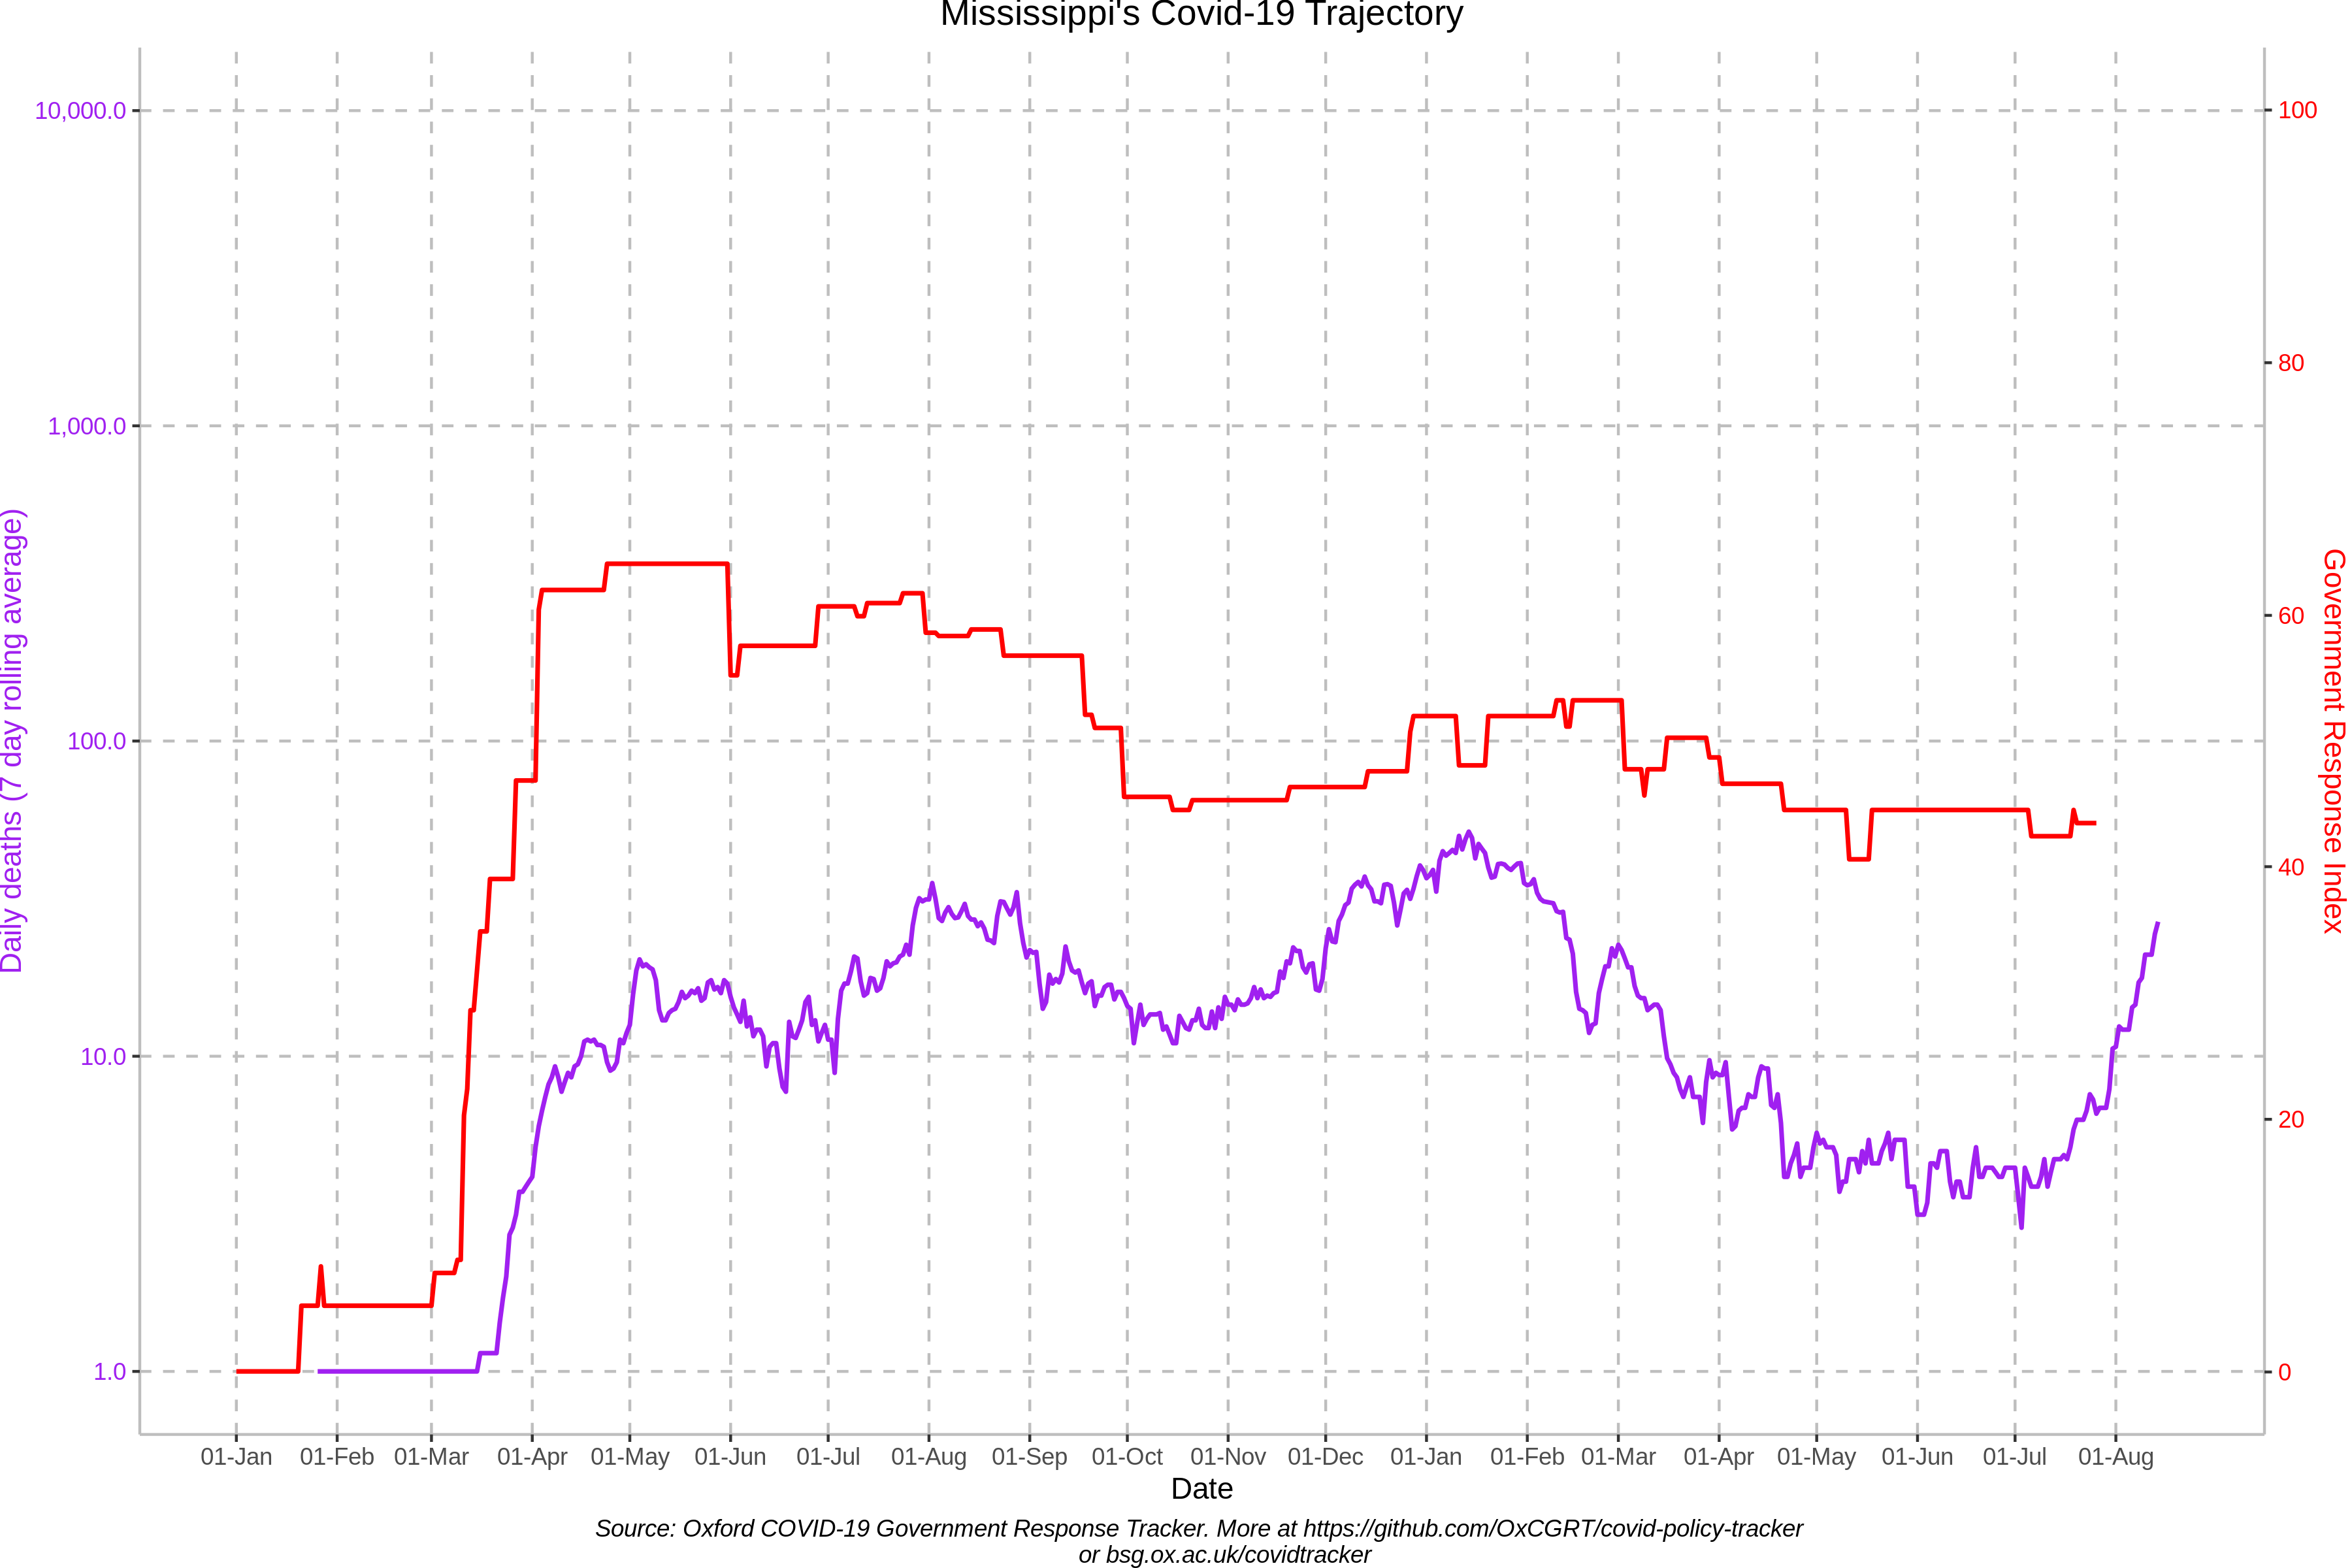 Mississippi's Covid-19 Trajectory
10,000.0
1,000.0
100.0
10.0
1.0
Daily deaths (7 day rolling average)
100
80
60
40
20
0
Government Response Index
01-Jan 01-Feb 01-Mar 01-Apr 01-May 01-Jun 01-Jul 01-Aug 01-Sep 01-Oct 01-Nov 01-Dec 01-Jan 01-Feb 01-Mar 01-Apr 01-May 01-Jun 01-Jul 01-Aug
Date
Source: Oxford COVID-19 Government Response Tracker. More at https://github.com/OxCGRT/covid-policy-tracker
or bsg.ox.ac.uk/covidtracker